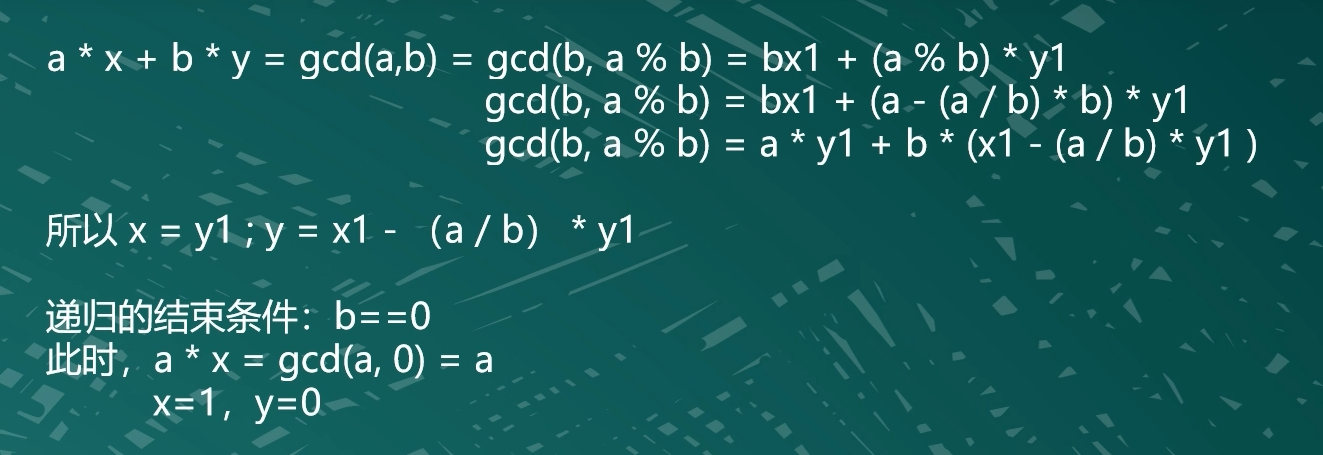 a * x + b * y = gcd(a,b) = gcd(b, a % b) = bx1 + (a % b) * y1
gcd(b, a % b) = bx1 + (a - (a / b) * b) * y1
gcd(b, a % b) = a * y1 + b * (x1 - (a / b) * y1 )
所以 x = y1 ; y = x1 - （a / b） * y1
递归的结束条件：b==0
此时，a * x = gcd(a, 0) = a
x=1，y=0